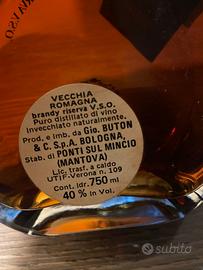 VECCHIA
ROMAGNA
brandy riserva V.S.O.
Puro distillato di vino
invecchiato naturalmente.
Prod. e imb. da Gio. BUTON
& C. S.p.A. BOLOGNA,
Stab. di PONTI SUL MINCIO
(MANTOVA)
Lic. trasf. a caldo
UTIF-Verona n. 109
Cont. ldr. 750 ml
40 % in Vol.
V.S.O.
subito